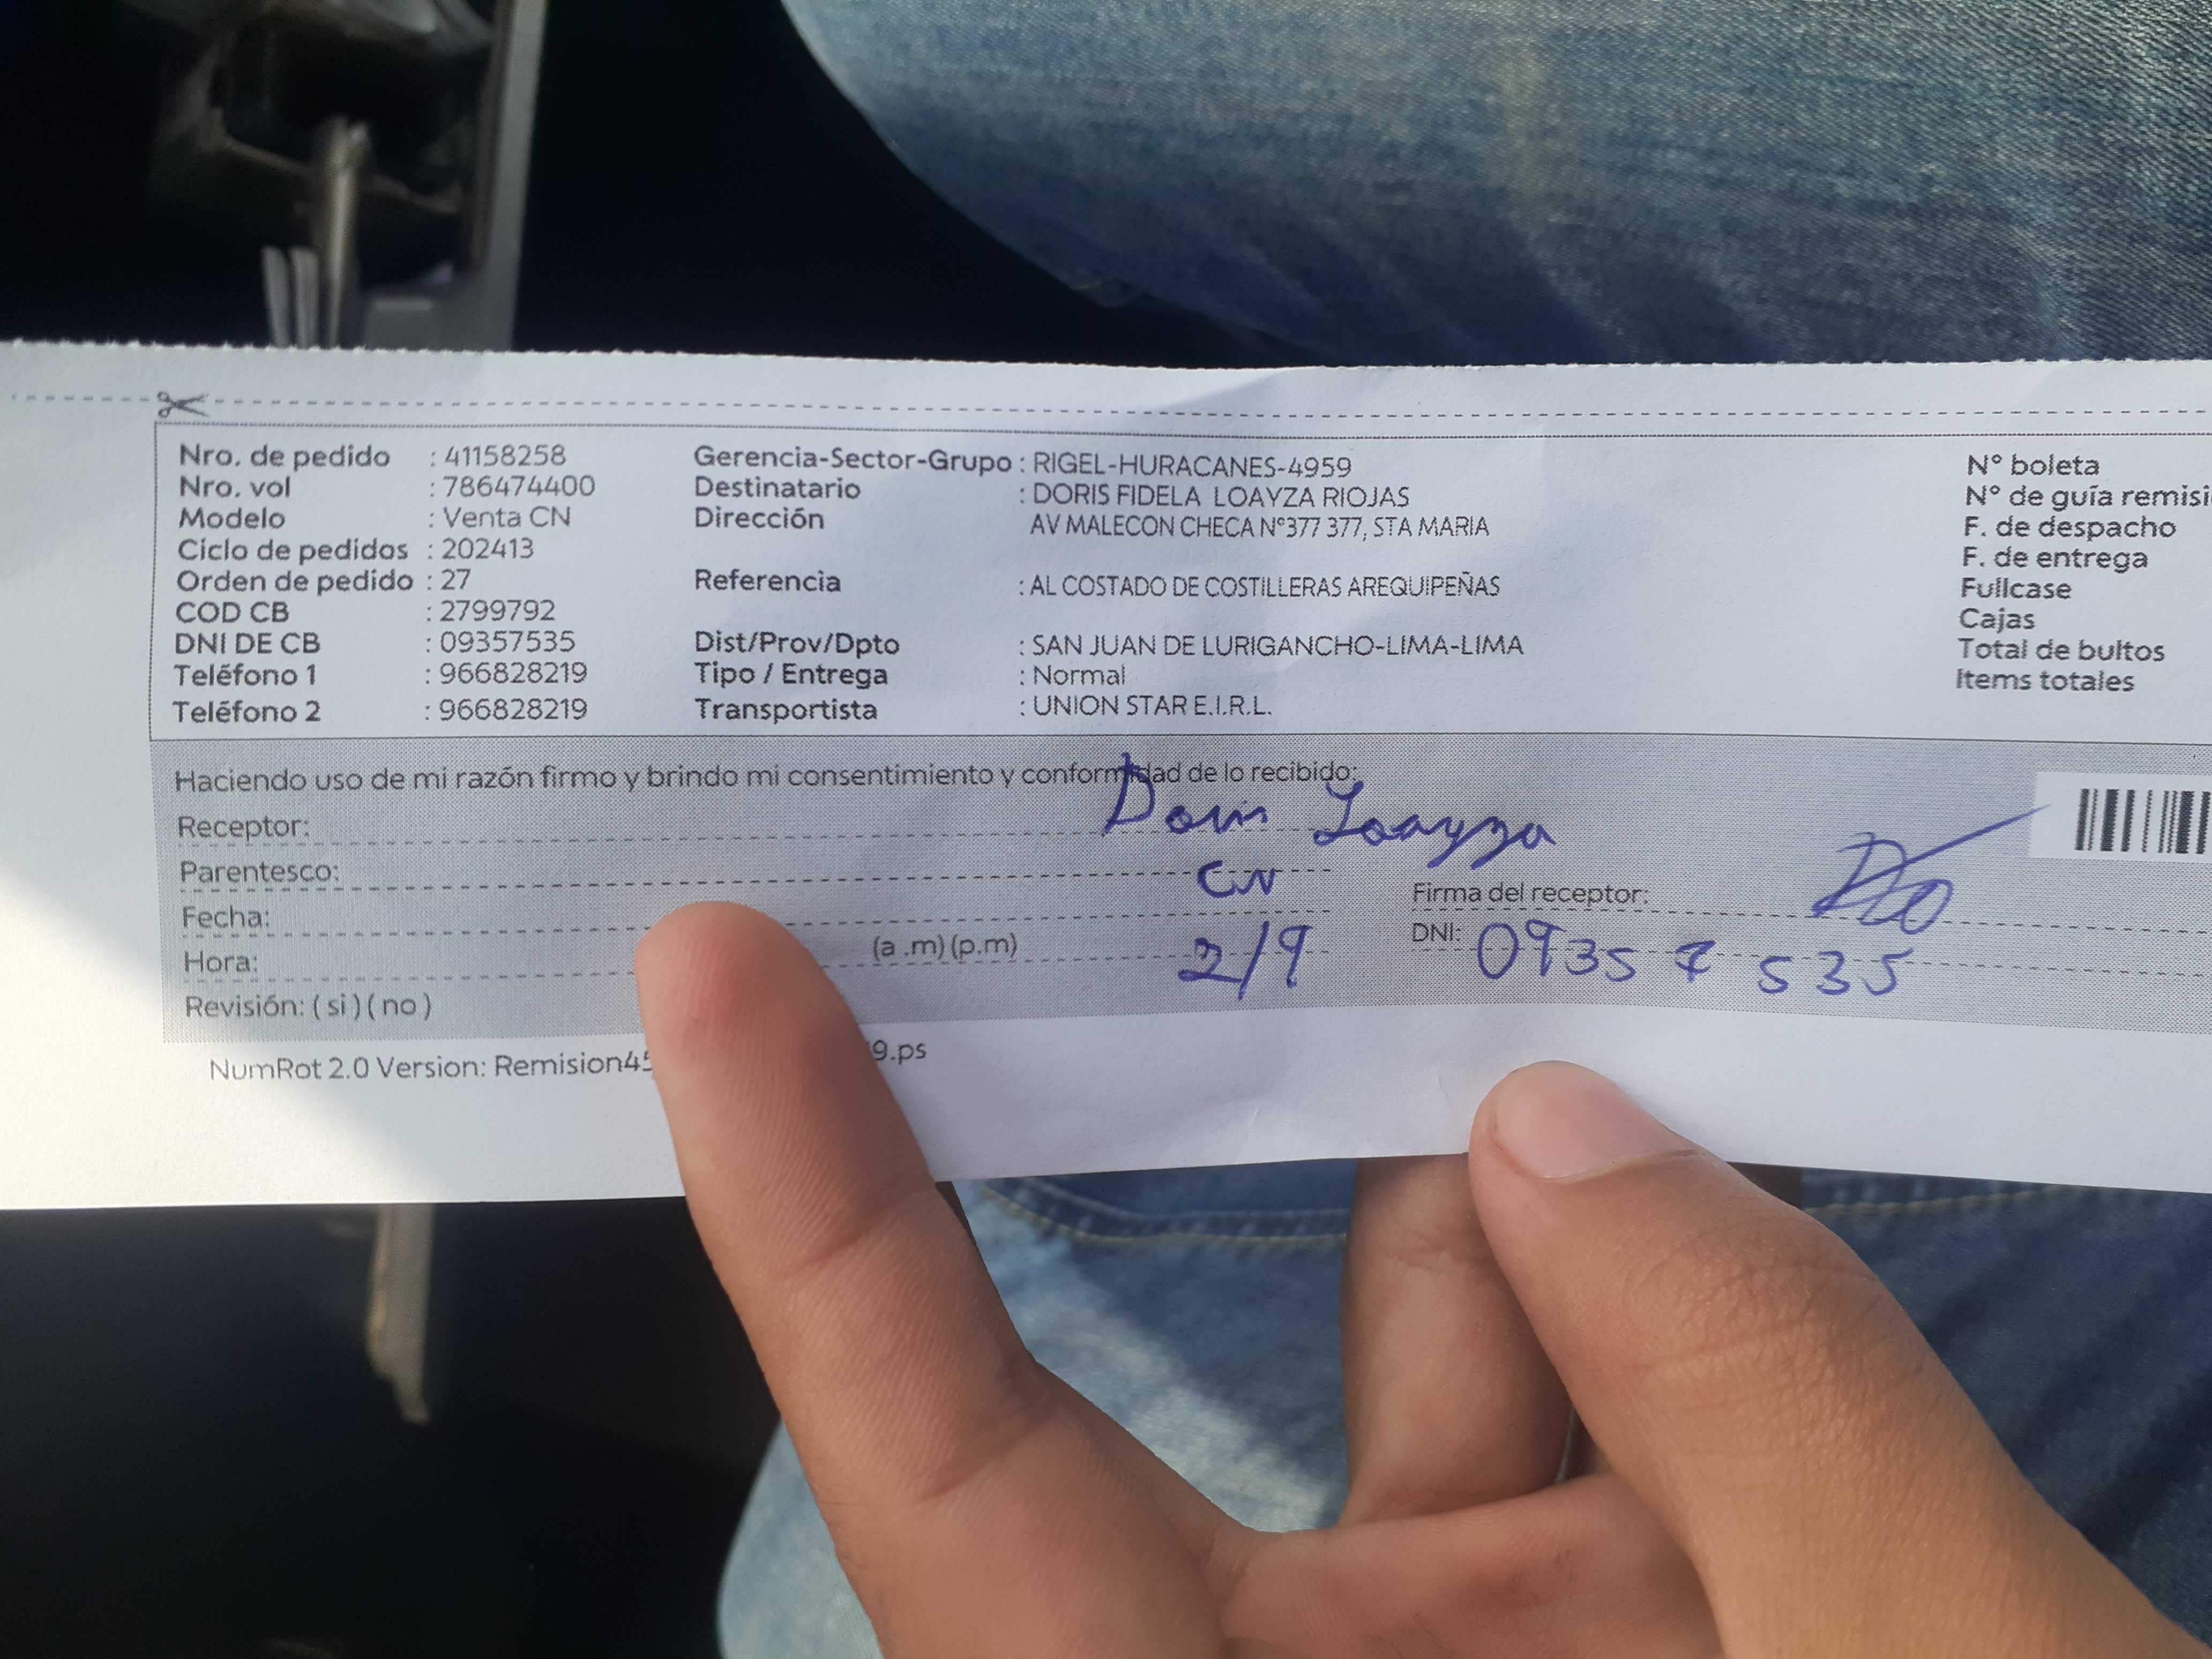 Nro. de pedido : 41158258
Nro. vol : 786474400
Modelo : Venta CN
Ciclo de pedidos : 202413
Orden de pedido : 27
COD CB : 2799792
DNI DE CB : 09357535
Teléfono 1 : 966828219
Teléfono 2 : 966828219
Gerencia-Sector-Grupo : RIGEL-HURACANES-4959
Destinatario : DORIS FIDELA LOAYZA RIOJAS
Dirección AV MALECON CHECA N°377 377, STA MARIA
Referencia : AL COSTADO DE COSTILLERAS AREQUIPEÑAS
Dist/Prov/Dpto : SAN JUAN DE LURIGANCHO-LIMA-LIMA
Tipo / Entrega : Normal
Transportista : UNION STAR E.I.R.L.
N° boleta
N° de guía remisi
F. de despacho
F. de entrega
Fullcase
Cajas
Total de bultos
Items totales
Haciendo uso de mi razón firmo y brindo mi consentimiento y conformidad de lo recibido:
Receptor: Doris Loayza
Parentesco: CN
Fecha: 2/9
Hora: (a .m) (p.m)
Revisión: ( si ) ( no )
Firma del receptor:
DNI: 09357535
NumRot 2.0 Version: Remision45 9.ps